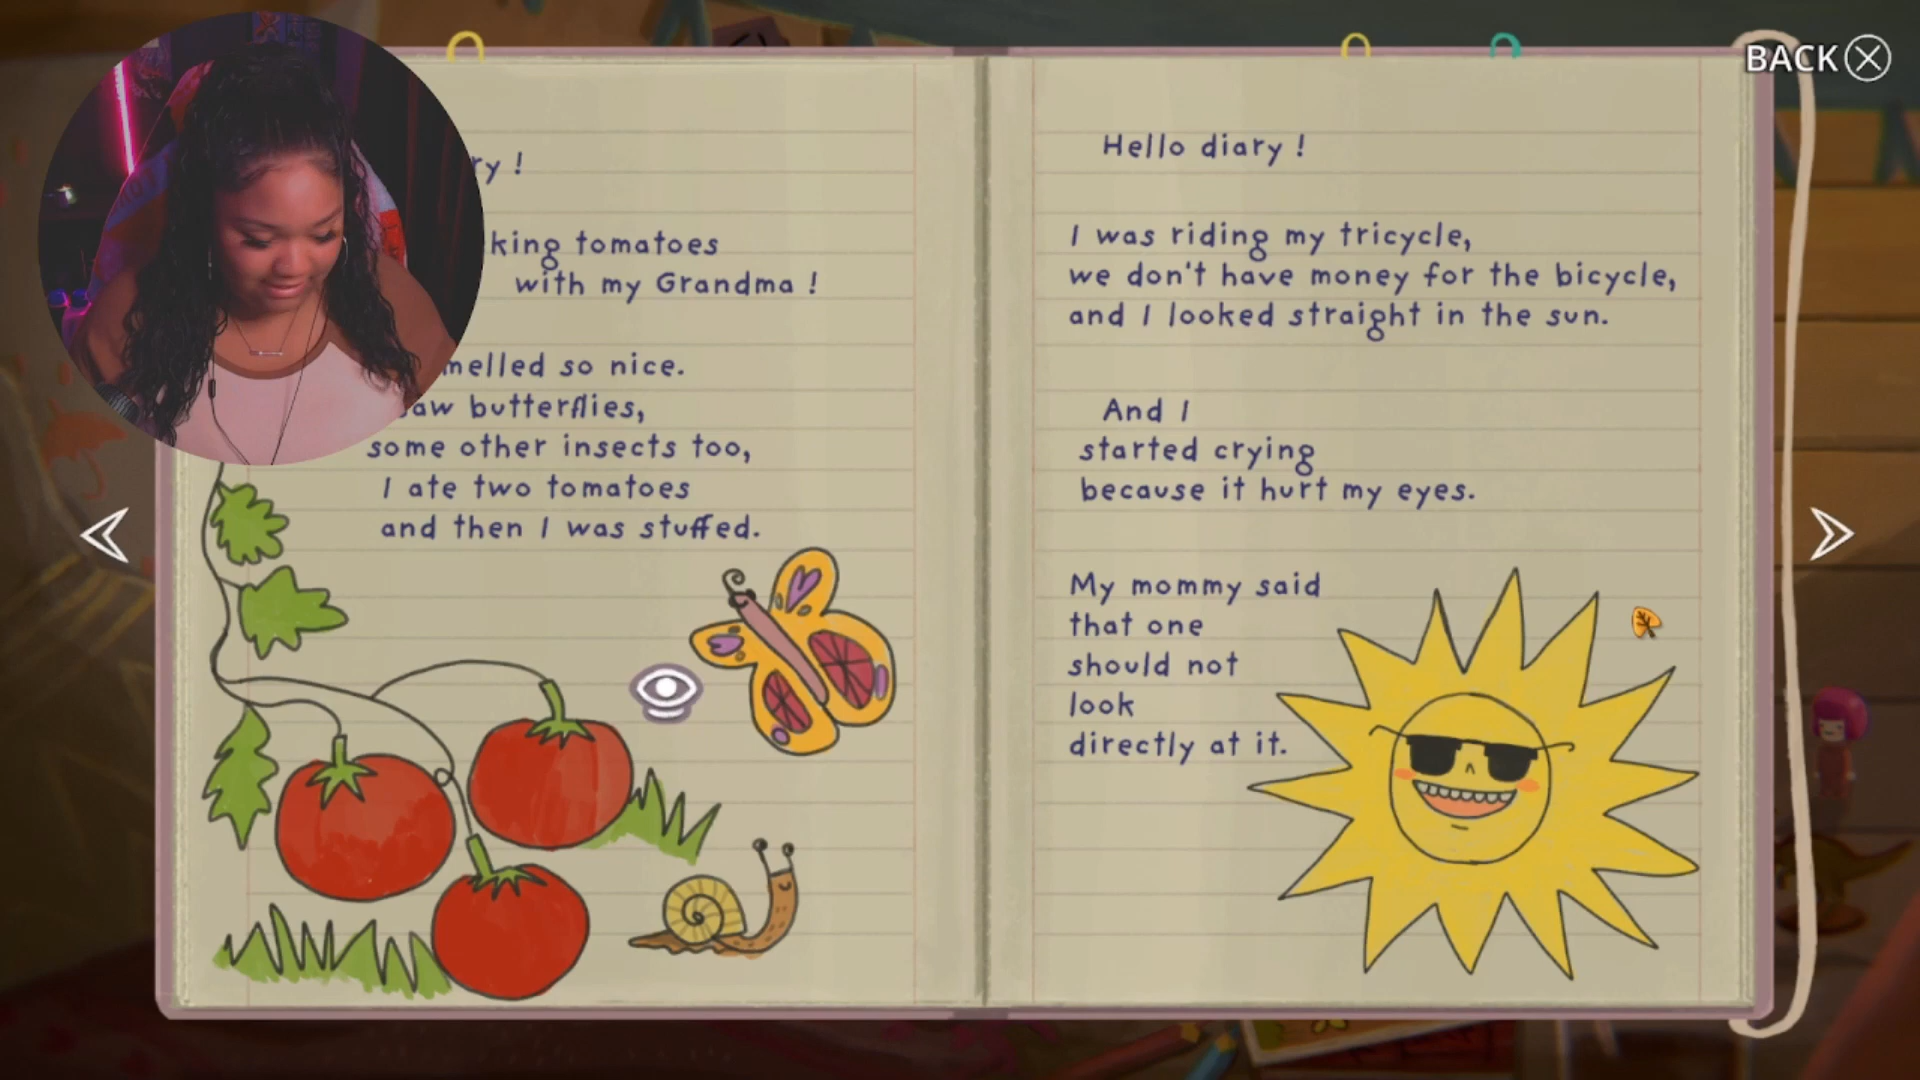 BACK
ry !
king tomatoes
with my Grandma !
melled so nice.
aw butterflies,
some other insects too,
I ate two tomatoes
and then I was stuffed.
Hello diary !
I was riding my tricycle,
we don't have money for the bicycle,
and I looked straight in the sun.
And I
started crying
because it hurt my eyes.
My mommy said
that one
should not
look
directly at it.